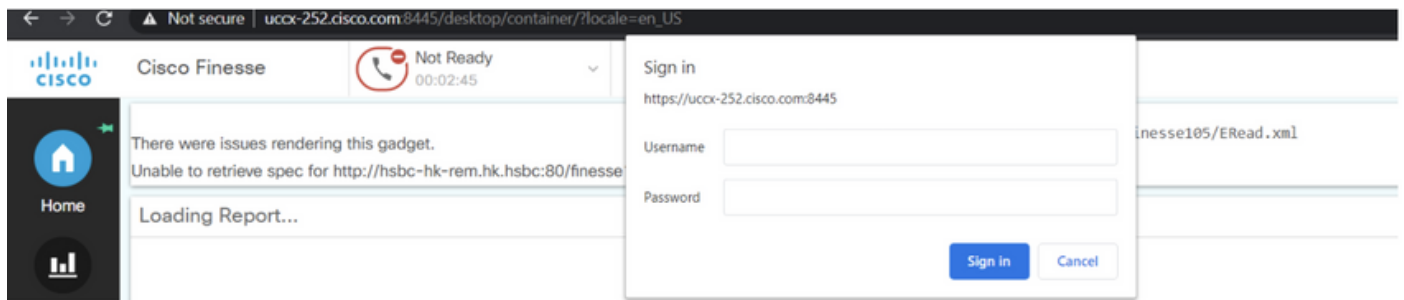 Not secure uccx-252.cisco.com:8445/desktop/container/?locale=en_US
CISCO
Cisco Finesse
Not Ready
00:02:45
There were issues rendering this gadget.
Unable to retrieve spec for http://hsbc-hk-rem.hk.hsbc:80/finesse
inesse105/ERead.xml
Home
Loading Report...
Sign in
https://uccx-252.cisco.com:8445
Username
Password
Sign in Cancel